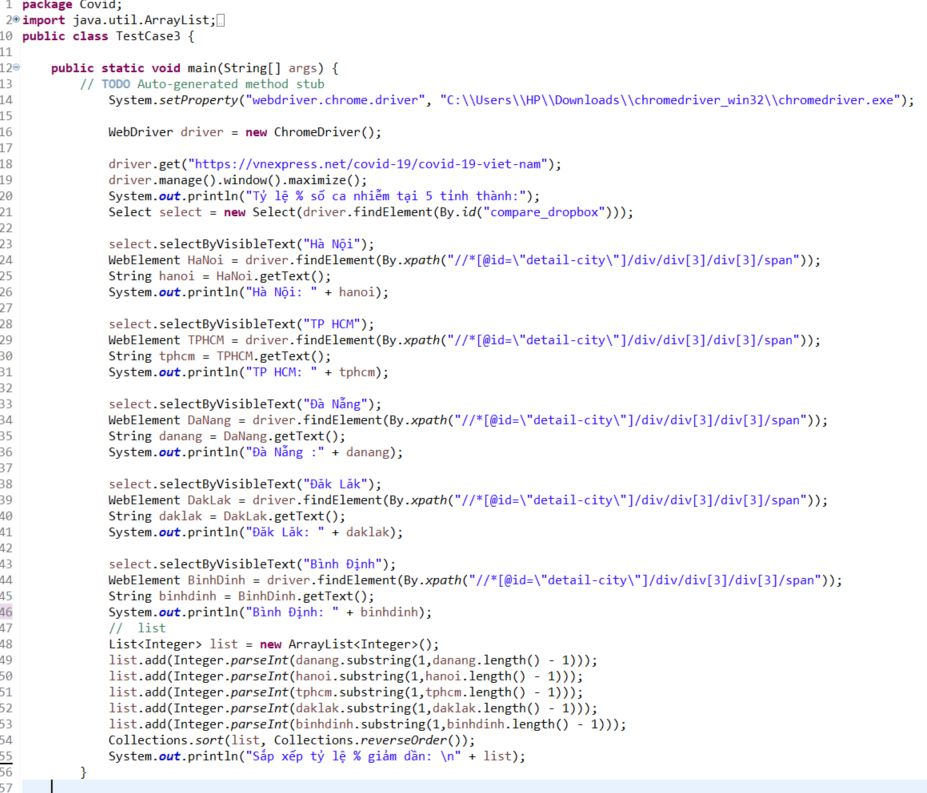 1 package Covid;
2 import java.util.ArrayList;
10 public class TestCase3 {
11
12 public static void main(String[] args) {
13 // TODO Auto-generated method stub
14 System.setProperty("webdriver.chrome.driver", "C:\\Users\\HP\\Downloads\\chromedriver_win32\\chromedriver.exe");
15
16 WebDriver driver = new ChromeDriver();
17
18 driver.get("https://vnexpress.net/covid-19/covid-19-viet-nam");
19 driver.manage().window().maximize();
20 System.out.println("Tỷ lệ % số ca nhiễm tại 5 tỉnh thành:");
21 Select select = new Select(driver.findElement(By.id("compare_dropbox")));
22
23 select.selectByVisibleText("Hà Nội");
24 WebElement HaNoi = driver.findElement(By.xpath("//*[@id=\"detail-city\"]/div/div[3]/div[3]/span"));
25 String hanoi = HaNoi.getText();
26 System.out.println("Hà Nội: " + hanoi);
27
28 select.selectByVisibleText("TP HCM");
29 WebElement TPHCM = driver.findElement(By.xpath("//*[@id=\"detail-city\"]/div/div[3]/div[3]/span"));
30 String tphcm = TPHCM.getText();
31 System.out.println("TP HCM: " + tphcm);
32
33 select.selectByVisibleText("Đà Nẵng");
34 WebElement DaNang = driver.findElement(By.xpath("//*[@id=\"detail-city\"]/div/div[3]/div[3]/span"));
35 String danang = DaNang.getText();
36 System.out.println("Đà Nẵng :" + danang);
37
38 select.selectByVisibleText("Đăk Lăk");
39 WebElement DakLak = driver.findElement(By.xpath("//*[@id=\"detail-city\"]/div/div[3]/div[3]/span"));
40 String daklak = DakLak.getText();
41 System.out.println("Đăk Lăk: " + daklak);
42
43 select.selectByVisibleText("Bình Định");
44 WebElement BinhDinh = driver.findElement(By.xpath("//*[@id=\"detail-city\"]/div/div[3]/div[3]/span"));
45 String binhdinh = BinhDinh.getText();
46 System.out.println("Bình Định: " + binhdinh);
47 // list
48 List<Integer> list = new ArrayList<Integer>();
49 list.add(Integer.parseInt(danang.substring(1,danang.length() - 1)));
50 list.add(Integer.parseInt(hanoi.substring(1,hanoi.length() - 1)));
51 list.add(Integer.parseInt(tphcm.substring(1,tphcm.length() - 1)));
52 list.add(Integer.parseInt(daklak.substring(1,daklak.length() - 1)));
53 list.add(Integer.parseInt(binhdinh.substring(1,binhdinh.length() - 1)));
54 Collections.sort(list, Collections.reverseOrder());
55 System.out.println("Sắp xếp tỷ lệ % giảm dần: \n" + list);
56 }
57